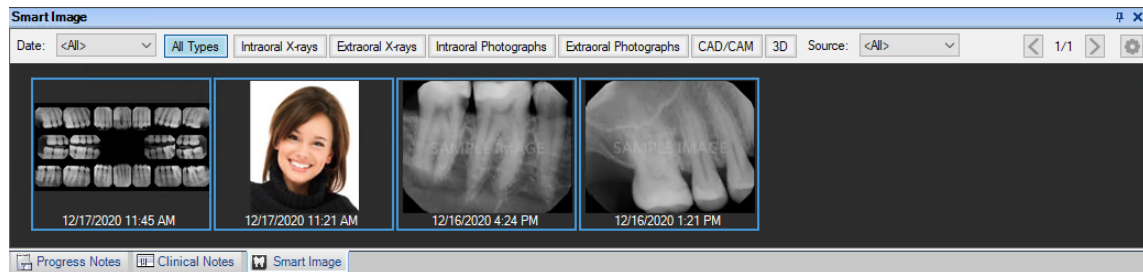 Smart Image
Date: <All> All Types Intraoral X-rays Extraoral X-rays Intraoral Photographs Extraoral Photographs CAD/CAM 3D Source: <All> 1/1
SAMPLE IMAGE SAMPLE IMAGE
12/17/2020 11:45 AM 12/17/2020 11:21 AM 12/16/2020 4:24 PM 12/16/2020 1:21 PM
Progress Notes Clinical Notes Smart Image